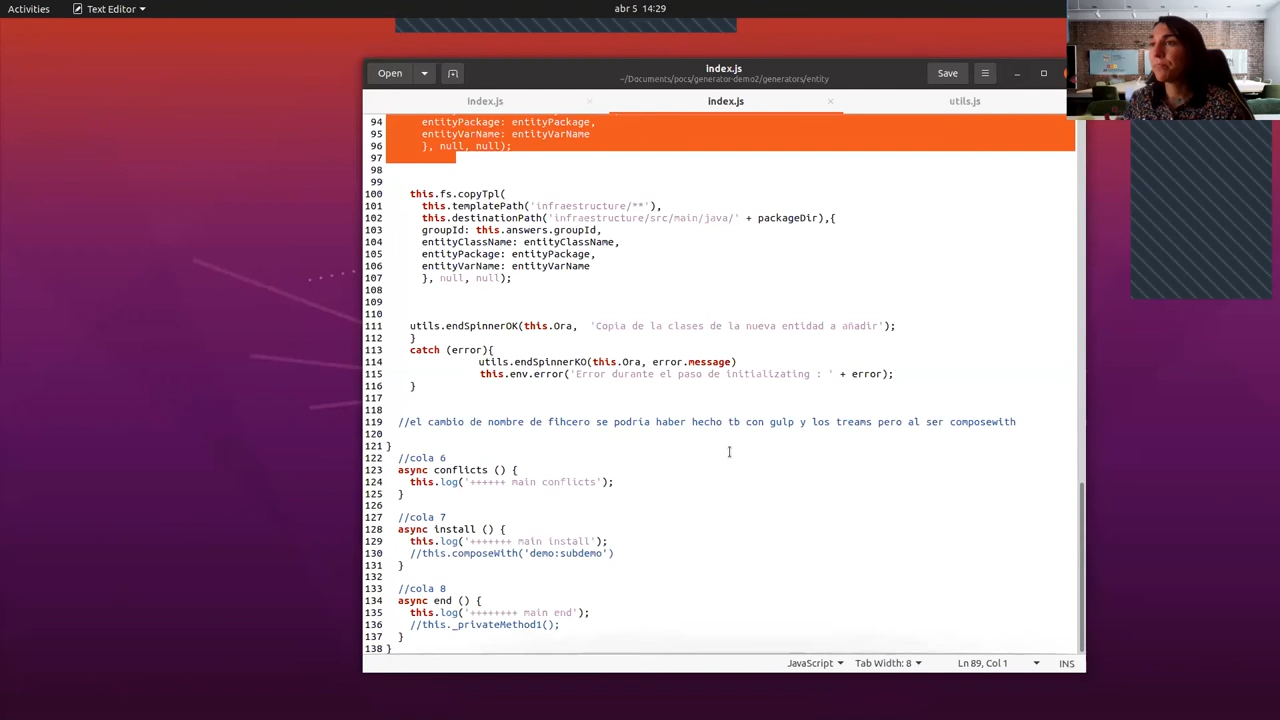 Activities
Text Editor
abr 5 14:29
Open
index.js
~/Documents/pocs/generator-demo2/generators/entity
Save
index.js
index.js
utils.js
94 entityPackage: entityPackage,
95 entityVarName: entityVarName
96 }, null, null);
97
98
99
100 this.fs.copyTpl(
101 this.templatePath('infraestructure/**'),
102 this.destinationPath('infraestructure/src/main/java/' + packageDir),{
103 groupId: this.answers.groupId,
104 entityClassName: entityClassName,
105 entityPackage: entityPackage,
106 entityVarName: entityVarName
107 }, null, null);
108
109
110
111 utils.endSpinnerOK(this.Ora, 'Copia de la clases de la nueva entidad a añadir');
112 }
113 catch (error){
114 utils.endSpinnerKO(this.Ora, error.message)
115 this.env.error('Error durante el paso de initializating : ' + error);
116 }
117
118
119 //el cambio de nombre de fihcero se podria haber hecho tb con gulp y los treams pero al ser composewith
120
121 }
122 //cola 6
123 async conflicts () {
124 this.log('++++++ main conflicts');
125 }
126
127 //cola 7
128 async install () {
129 this.log('+++++++ main install');
130 //this.composeWith('demo:subdemo')
131 }
132
133 //cola 8
134 async end () {
135 this.log('++++++++ main end');
136 //this._privateMethod1();
137 }
138 }
JavaScript
Tab Width: 8
Ln 89, Col 1
INS